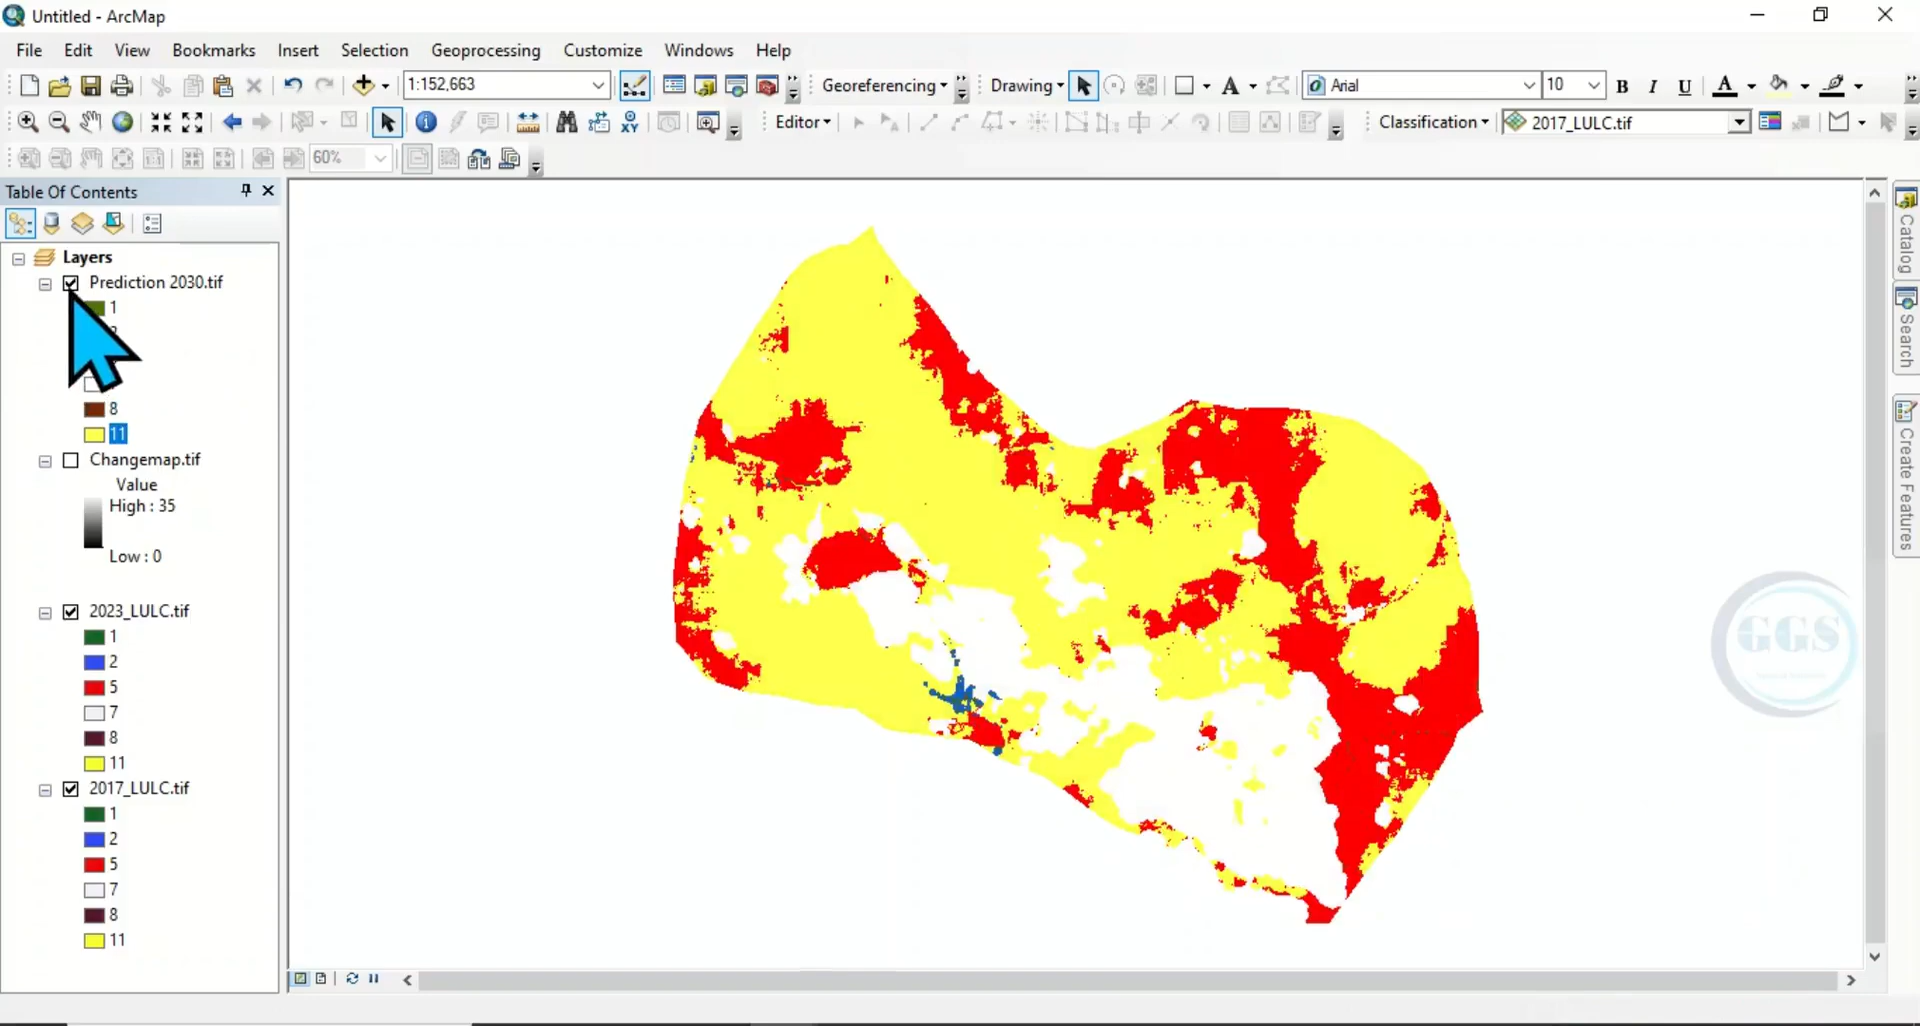 Untitled - ArcMap
File Edit View Bookmarks Insert Selection Geoprocessing Customize Windows Help
1:152,663 Georeferencing Drawing A Arial 10 B I U A
Editor Classification 2017_LULC.tif
60%
Table Of Contents
Layers
Prediction 2030.tif
1
8
11
Changemap.tif
Value
High : 35
Low : 0
2023_LULC.tif
1
2
5
7
8
11
2017_LULC.tif
1
2
5
7
8
11
Catalog
Search
Create Features
GGS